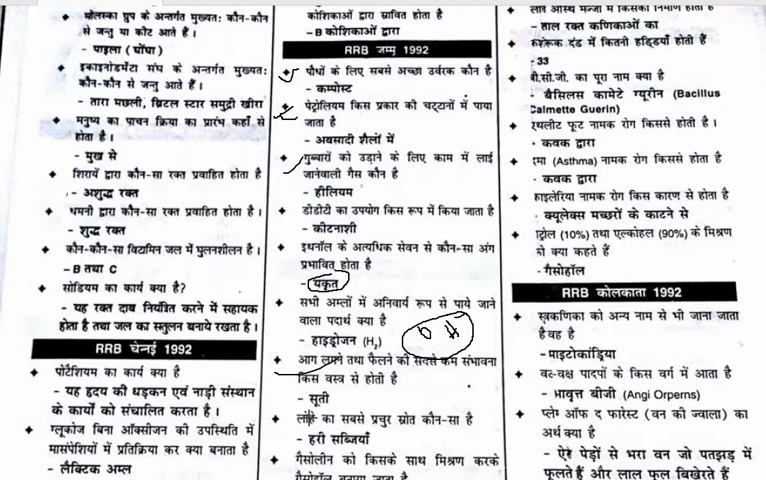 मोलस्का ग्रुप के अन्तर्गत मुख्यतः कौन-कौन
से जन्तु या कीट आते हैं।
- पाइला (घोंघा)
✦ इकाइनोडर्मेटा संघ के अन्तर्गत मुख्यतः
कौन-कौन से जन्तु आते हैं।
- तारा मछली, ब्रिटल स्टार समुद्री खीरा
✦ मनुष्य का पाचन क्रिया का प्रारंभ कहाँ से
होता है।
- मुख से
✦ शिरायें द्वारा कौन-सा रक्त प्रवाहित होता है
- अशुद्ध रक्त
✦ धमनी द्वारा कौन-सा रक्त प्रवाहित होता है।
- शुद्ध रक्त
✦ कौन-कौन-सा विटामिन जल में घुलनशील है।
- B तथा C
✦ सोडियम का कार्य क्या है?
- यह रक्त दाब नियंत्रित करने में सहायक
होता है तथा जल का संतुलन बनाये रखता है।
RRB चेन्नई 1992
✦ पोटैशियम का कार्य क्या है
- यह हृदय की धड़कन एवं नाड़ी संस्थान
के कार्यों को संचालित करता है।
✦ ग्लूकोज बिना ऑक्सीजन की उपस्थिति में
मांसपेशियों में प्रतिक्रिया कर क्या बनाता है
- लैक्टिक अम्ल
कोशिकाओं द्वारा स्रावित होता है
- B कोशिकाओं द्वारा
RRB जम्मू 1992
✦ पौधों के लिए सबसे अच्छा उर्वरक कौन है
- कम्पोस्ट
✦ पेट्रोलियम किस प्रकार की चट्टानों में पाया
जाता है
- अवसादी शैलों में
✦ गुब्बारों को उड़ाने के लिए काम में लाई
जानेवाली गैस कौन है
- हीलियम
✦ डीडीटी का उपयोग किस रूप में किया जाता है
- कीटनाशी
✦ इथनॉल के अत्यधिक सेवन से कौन-सा अंग
प्रभावित होता है
- यकृत
✦ सभी अम्लों में अनिवार्य रूप से पाये जाने
वाला पदार्थ क्या है
- हाइड्रोजन (H₂)
✦ आग लगने तथा फैलने की सबसे कम संभावना
किस वस्त्र से होती है
- सूती
✦ लोहे का सबसे प्रचुर स्रोत कौन-सा है
- हरी सब्जियाँ
✦ गैसोलीन को किसके साथ मिश्रण करके
गैसोहॉल बनाया जाता है
में किसका निर्माण होता है
- ताल रक्त कणिकाओं का
दंड में कितनी हड्डियाँ होती हैं
- 33
बी.सी.जी. का पूरा नाम क्या है
- बैसिलस कामेटे ग्यूरीन (Bacillus
Calmette Guerin)
✦ एथलीट फूट नामक रोग किससे होती है।
- कवक द्वारा
✦ दमा (Asthma) नामक रोग किससे होता है
- कवक द्वारा
✦ फाइलेरिया नामक रोग किस कारण से होता है
- क्यूलेक्स मच्छरों के काटने से
✦ पेट्रोल (10%) तथा एल्कोहल (90%) के मिश्रण
को क्या कहते हैं
- गैसोहॉल
RRB कोलकाता 1992
✦ सूत्रकणिका को अन्य नाम से भी जाना जाता
है वह है
- माइटोकांड्रिया
✦ वट-वृक्ष पादपों के किस वर्ग में आता है
- आवृत्त बीजी (Angi Orperns)
✦ फ्लेम ऑफ द फारेस्ट (वन की ज्वाला) का
अर्थ क्या है
- ऐसे पेड़ों से भरा वन जो पतझड़ में
फूलते हैं और लाल फूल बिखेरते हैं